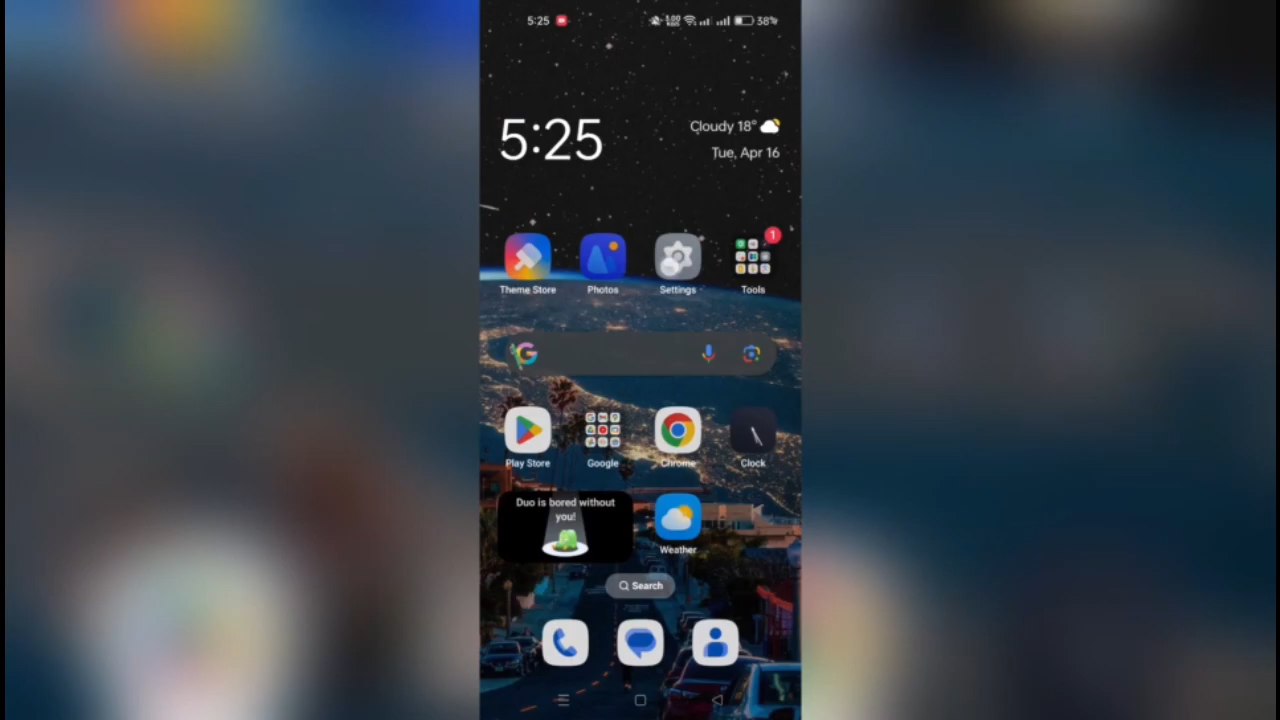 5:25
38%
5:25
Cloudy 18°
Tue, Apr 16
1
Theme Store
Photos
Settings
Tools
Play Store
Google
Chrome
Clock
Duo is bored without
you!
Weather
Search